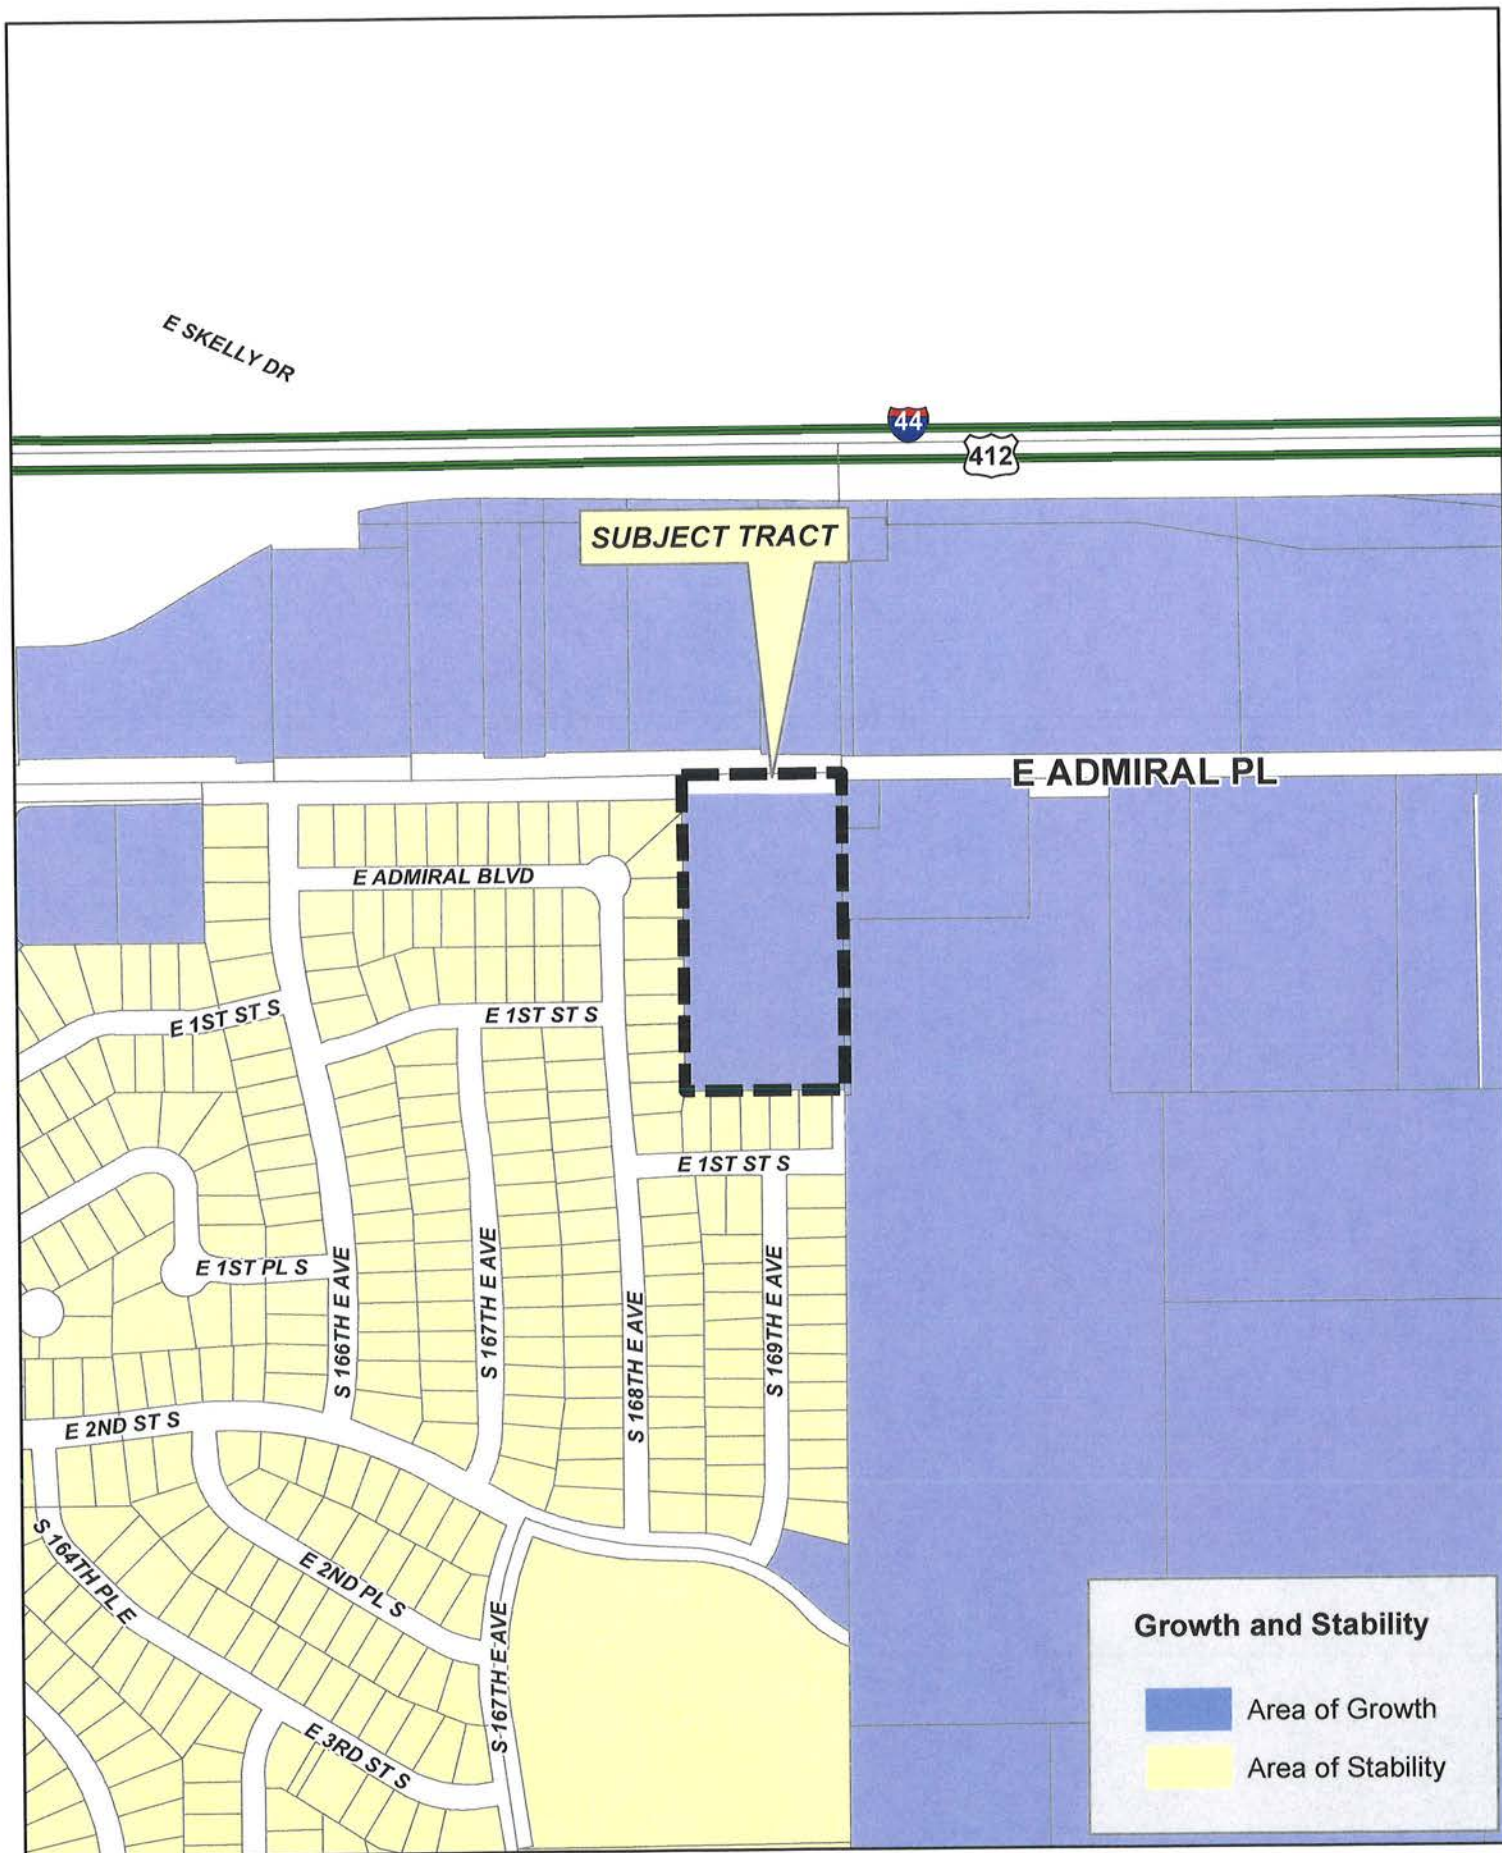 E SKELLY DR
44
412
SUBJECT TRACT
E ADMIRAL PL
E ADMIRAL BLVD
E 1ST ST S
E 1ST ST S
E 1ST ST S
E 1ST PL S
S 166TH E AVE
S 167TH E AVE
S 168TH E AVE
S 169TH E AVE
E 2ND ST S
S 164TH PL E
E 2ND PL S
S 167TH E AVE
E 3RD ST S
Growth and Stability
Area of Growth
Area of Stability